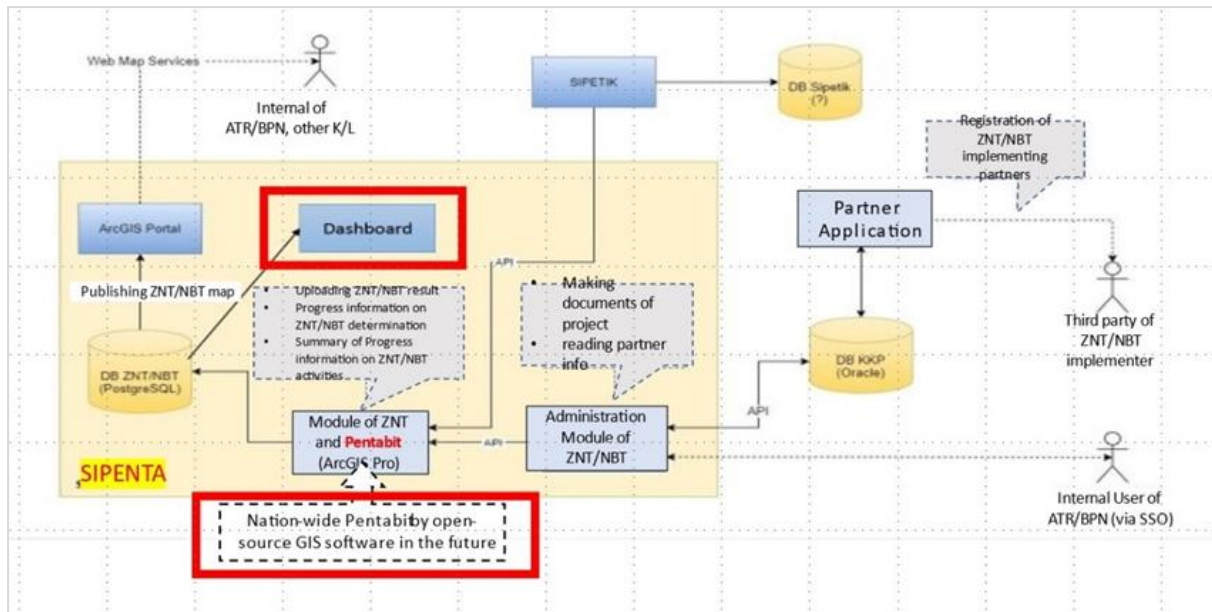 Web Map Services
Internal of
ATR/BPN, other K/L
SIPETIK
DB Sipetik
(?)
Registration of
ZNT/NBT
implementing
partners
ArcGIS Portal
Dashboard
Partner
Application
API
Publishing ZNT/NBT map
▪ Uploading ZNT/NBT result
▪ Progress information on
ZNT/NBT determination
▪ Summary of Progress
information on ZNT/NBT
activities
• Making
documents of
project
• reading partner
info
Third party of
ZNT/NBT
implementer
DB ZNT/NBT
(PostgreSQL)
DB KKP
(Oracle)
Module of ZNT
and Pentabit
(ArcGIS Pro)
API
Administration
Module of
ZNT/NBT
API
SIPENTA
Internal User of
ATR/BPN (via SSO)
Nation-wide Pentabit by open-
source GIS software in the future